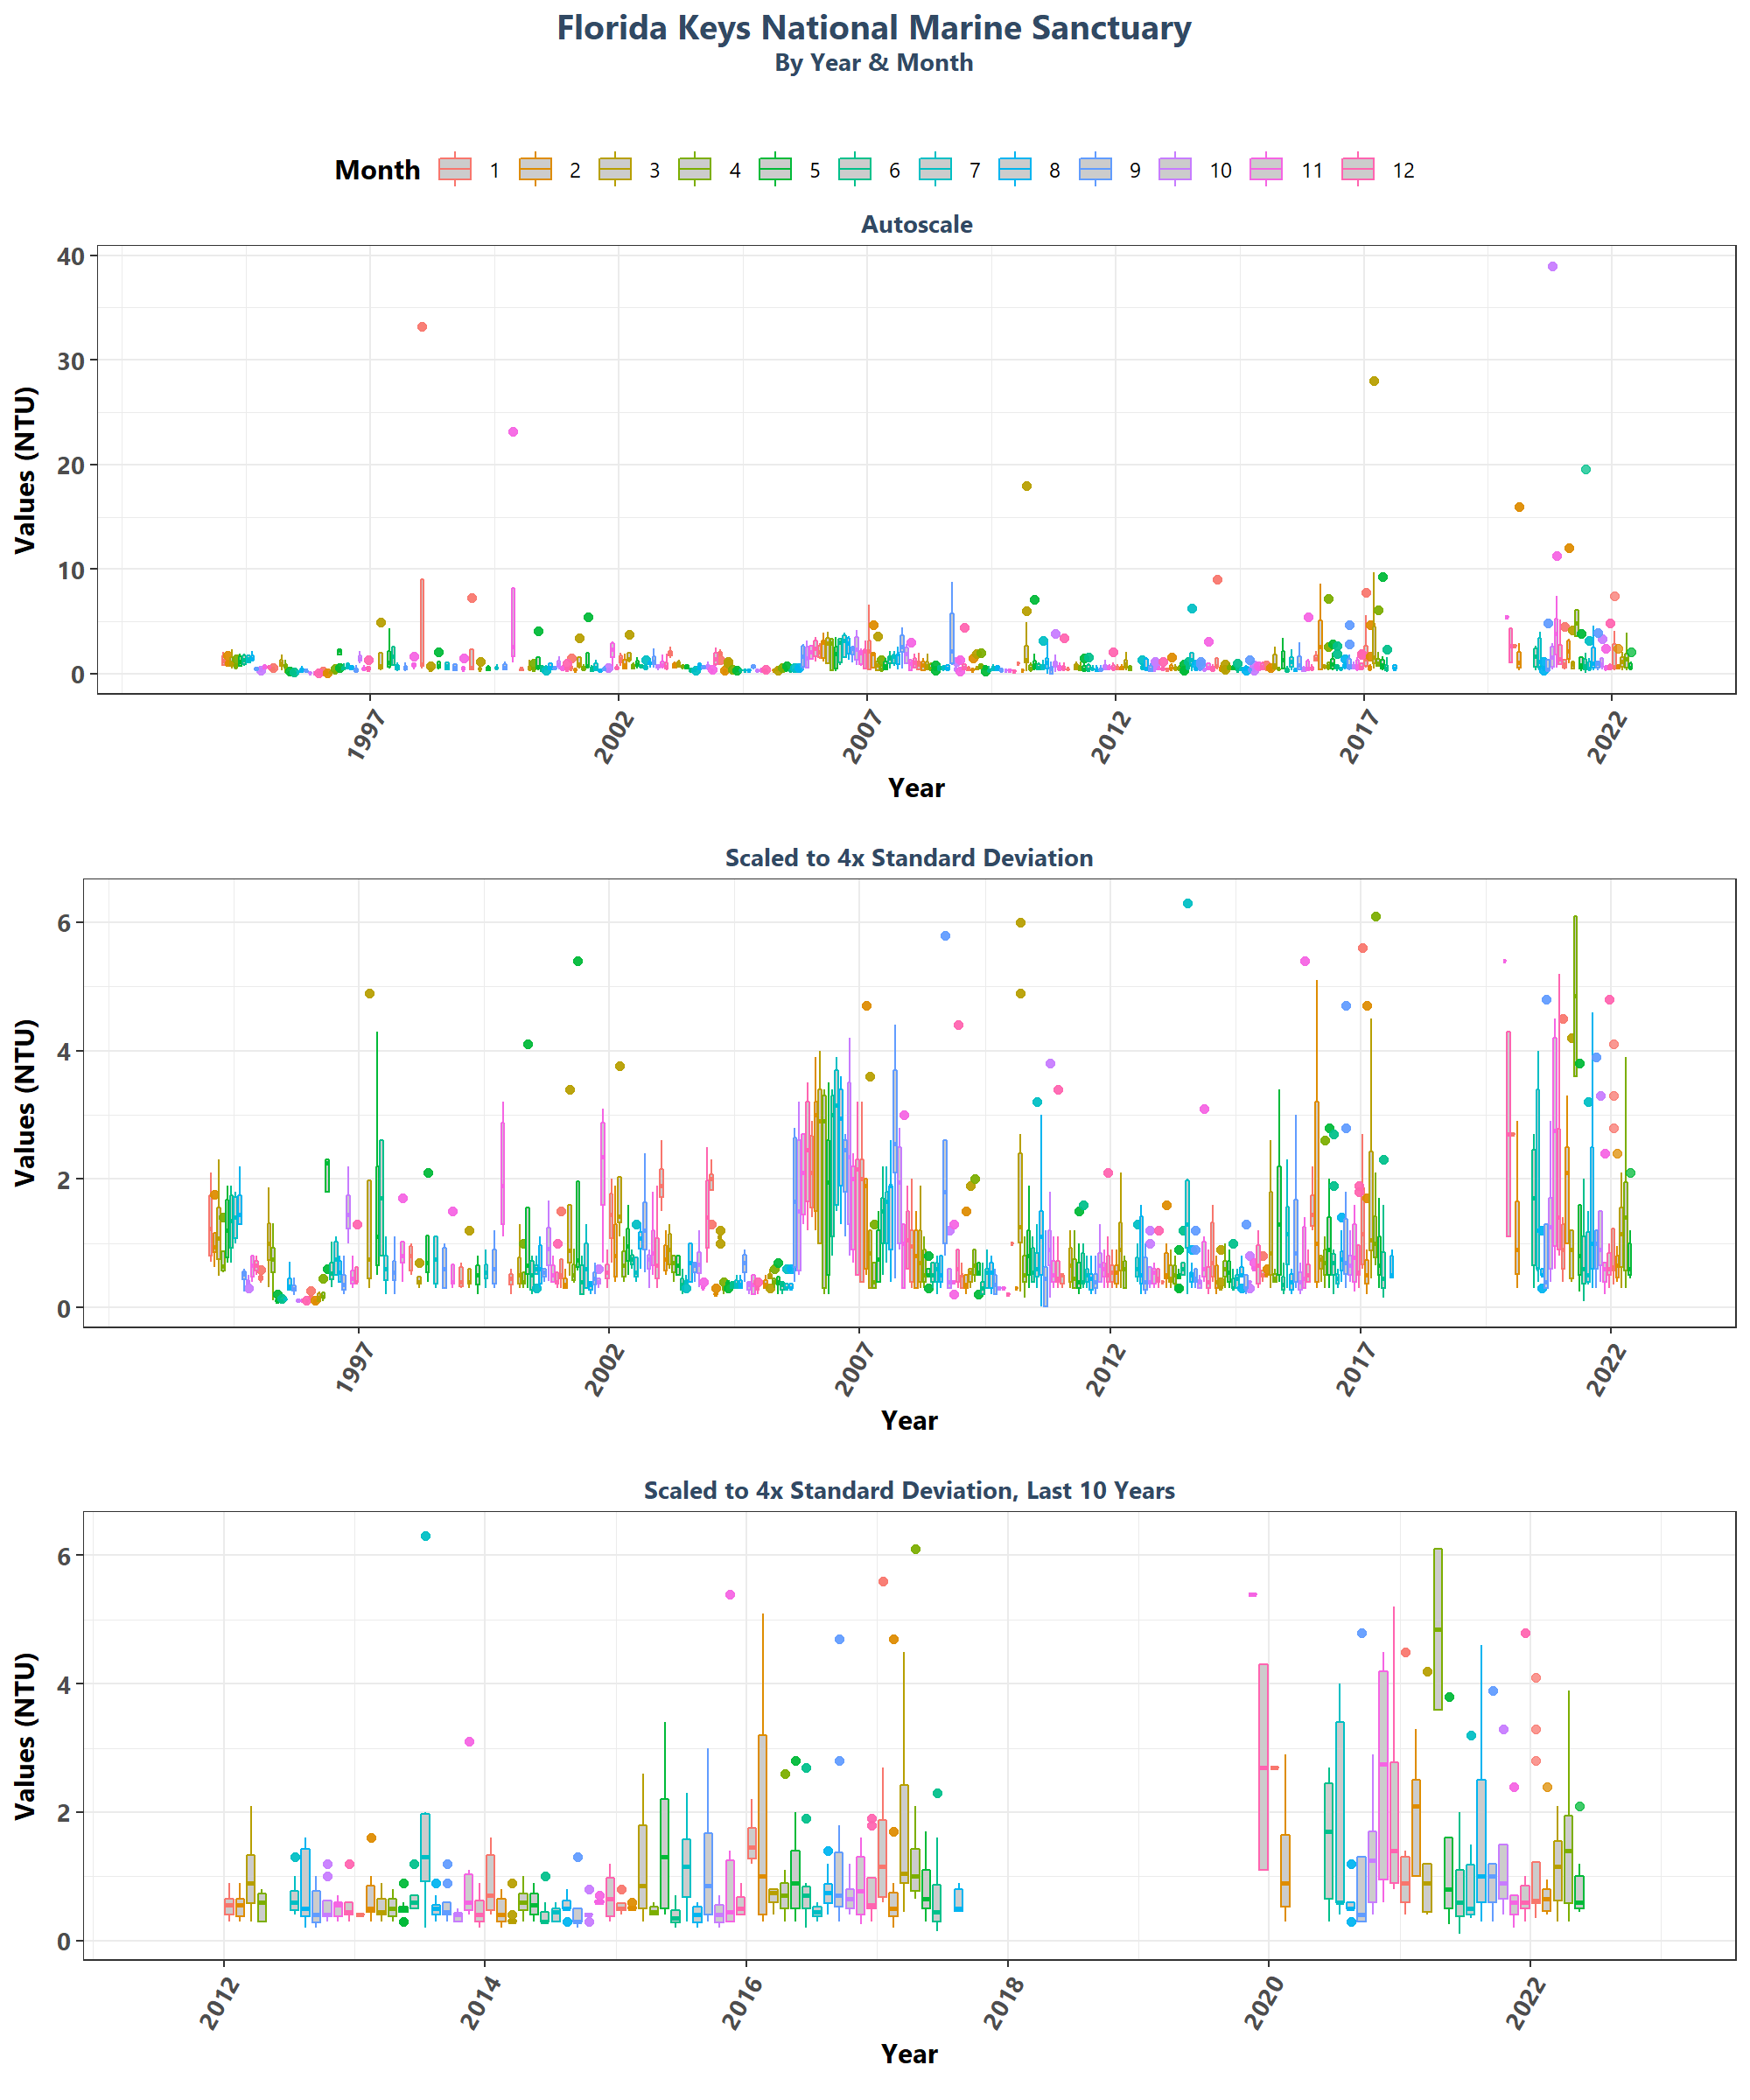 Florida Keys National Marine Sanctuary
By Year & Month
Month 1 2 3 4 5 6 7 8 9 10 11 12
Autoscale
Values (NTU)
40
30
20
10
0
1997 2002 2007 2012 2017 2022
Year
Scaled to 4x Standard Deviation
Values (NTU)
6
4
2
0
1997 2002 2007 2012 2017 2022
Year
Scaled to 4x Standard Deviation, Last 10 Years
Values (NTU)
6
4
2
0
2012 2014 2016 2018 2020 2022
Year